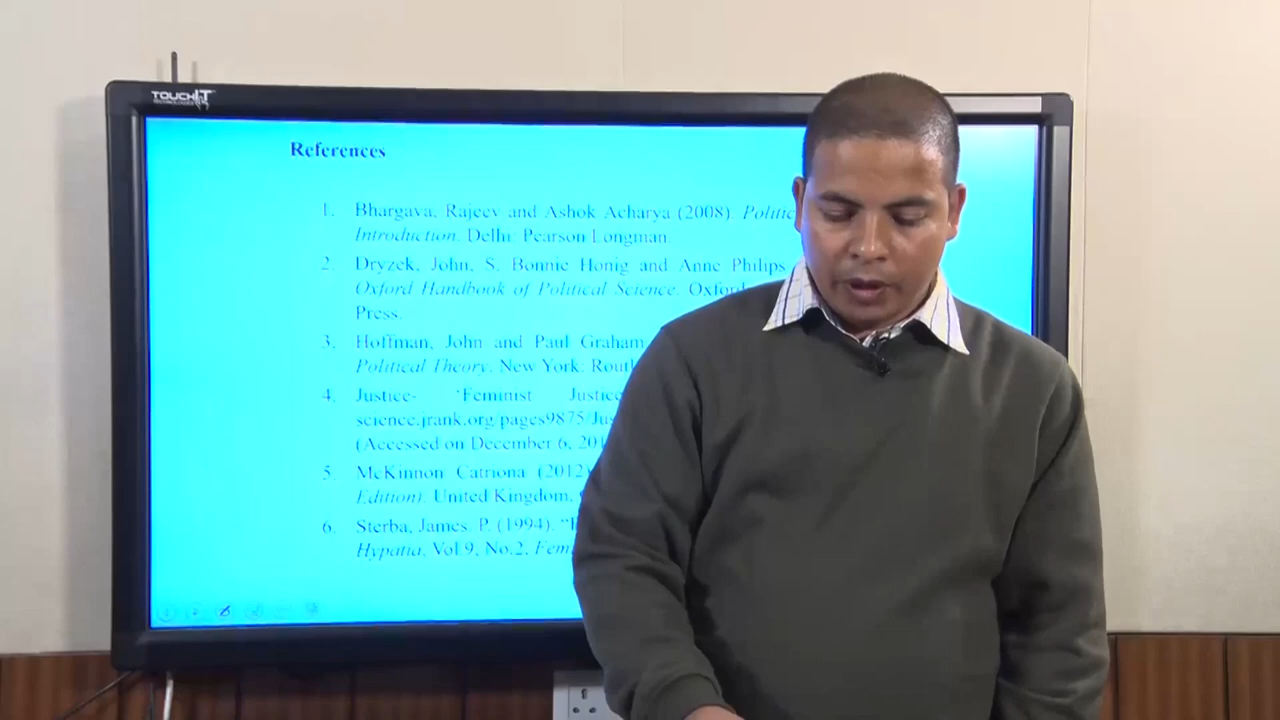 TOUCHIT
TECHNOLOGIES
References
1. Bhargava, Rajeev and Ashok Acharya (2008). Politic
Introduction. Delhi: Pearson Longman.
2. Dryzek, John, S. Bonnie Honig and Anne Philips
Oxford Handbook of Political Science. Oxford
Press.
3. Hoffman, John and Paul Graham
Political Theory. New York: Routl
4. Justice- 'Feminist Justice
science.jrank.org/pages9875/Jus
(Accessed on December 6, 201
5. McKinnon Catriona (2012)
Edition). United Kingdom,
6. Sterba, James. P. (1994). "
Hypatia, Vol 9, No.2, Fem